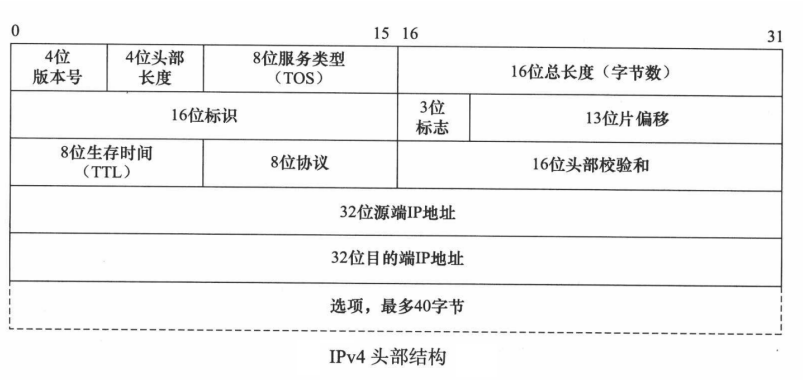 0 15 16 31
4位
版本号
4位头部
长度
8位服务类型
（TOS）
16位总长度（字节数）
16位标识
3位
标志
13位片偏移
8位生存时间
（TTL）
8位协议
16位头部校验和
32位源端IP地址
32位目的端IP地址
选项，最多40字节
IPv4 头部结构